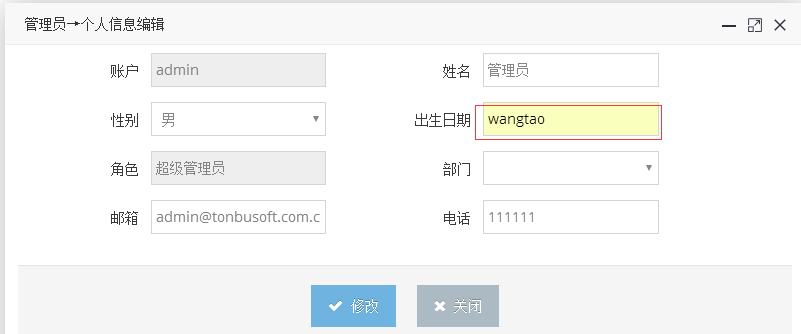 管理员→个人信息编辑
账户 admin 姓名 管理员
性别 男 出生日期 wangtao
角色 超级管理员 部门
邮箱 admin@tonbusoft.com.c 电话 111111
修改 关闭